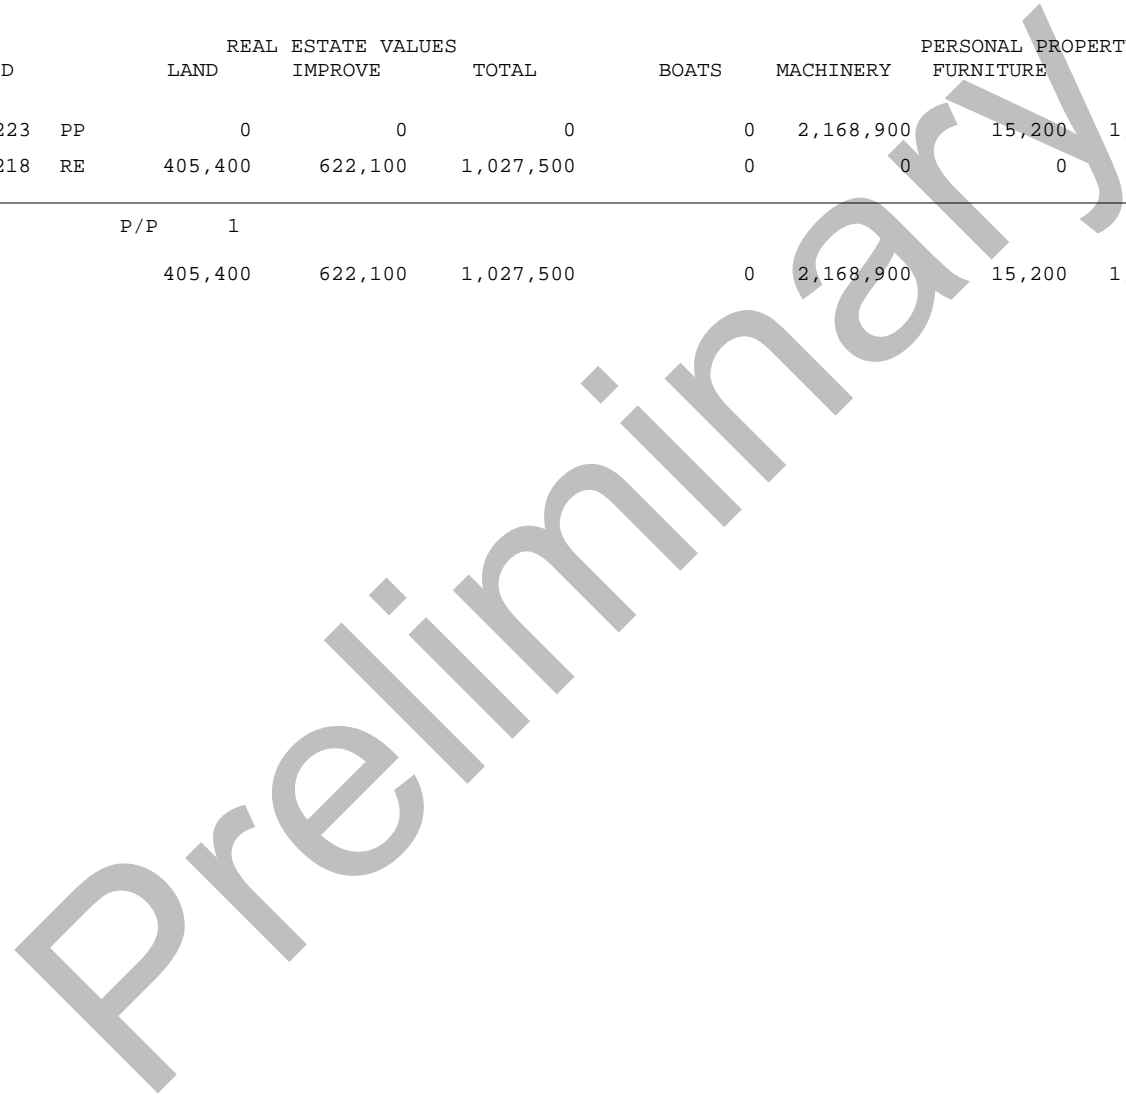 REAL ESTATE VALUES PERSONAL PROPERT
D LAND IMPROVE TOTAL BOATS MACHINERY FURNITURE
223 PP 0 0 0 0 2,168,900 15,200 1
218 RE 405,400 622,100 1,027,500 0 0 0
P/P 1
405,400 622,100 1,027,500 0 2,168,900 15,200 1
Preliminary